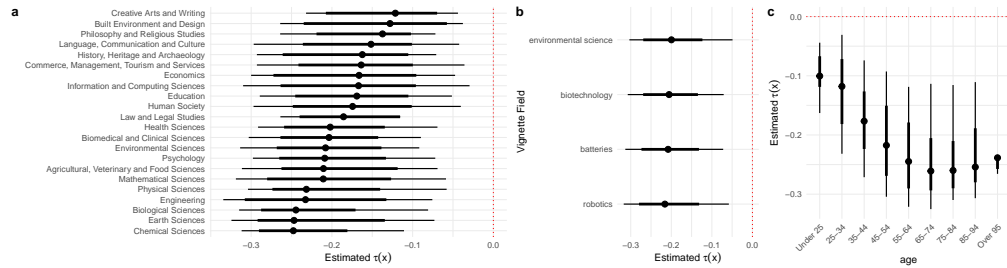 a
Creative Arts and Writing
Built Environment and Design
Philosophy and Religious Studies
Language, Communication and Culture
History, Heritage and Archaeology
Commerce, Management, Tourism and Services
Economics
Information and Computing Sciences
Education
Human Society
Law and Legal Studies
Health Sciences
Biomedical and Clinical Sciences
Environmental Sciences
Psychology
Agricultural, Veterinary and Food Sciences
Mathematical Sciences
Physical Sciences
Engineering
Biological Sciences
Earth Sciences
Chemical Sciences
−0.3 −0.2 −0.1 0.0
Estimated τ(x)
b
Vignette Field
environmental science
biotechnology
batteries
robotics
−0.3 −0.2 −0.1 0.0
Estimated τ(x)
c
Estimated τ(x)
0.0
−0.1
−0.2
−0.3
Under 25 25−34 35−44 45−54 55−64 65−74 75−84 85−94 Over 95
age